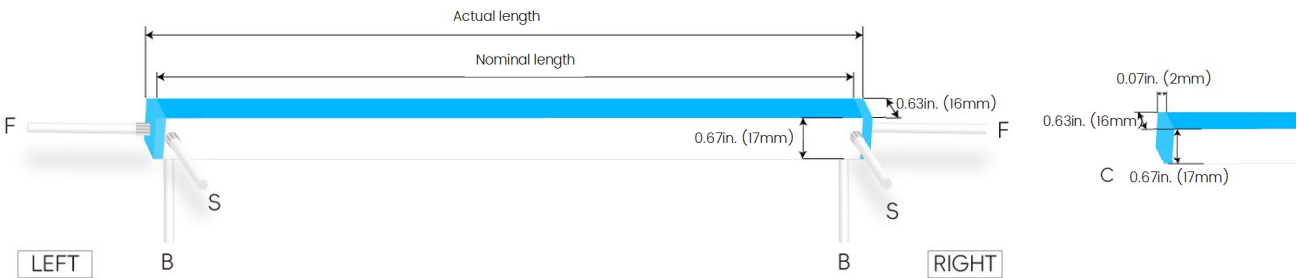 Actual length
Nominal length
0.07in. (2mm)
0.63in. (16mm)
0.63in. (16mm)
F
F
0.67in. (17mm)
C
0.67in. (17mm)
S
S
LEFT
B
B
RIGHT